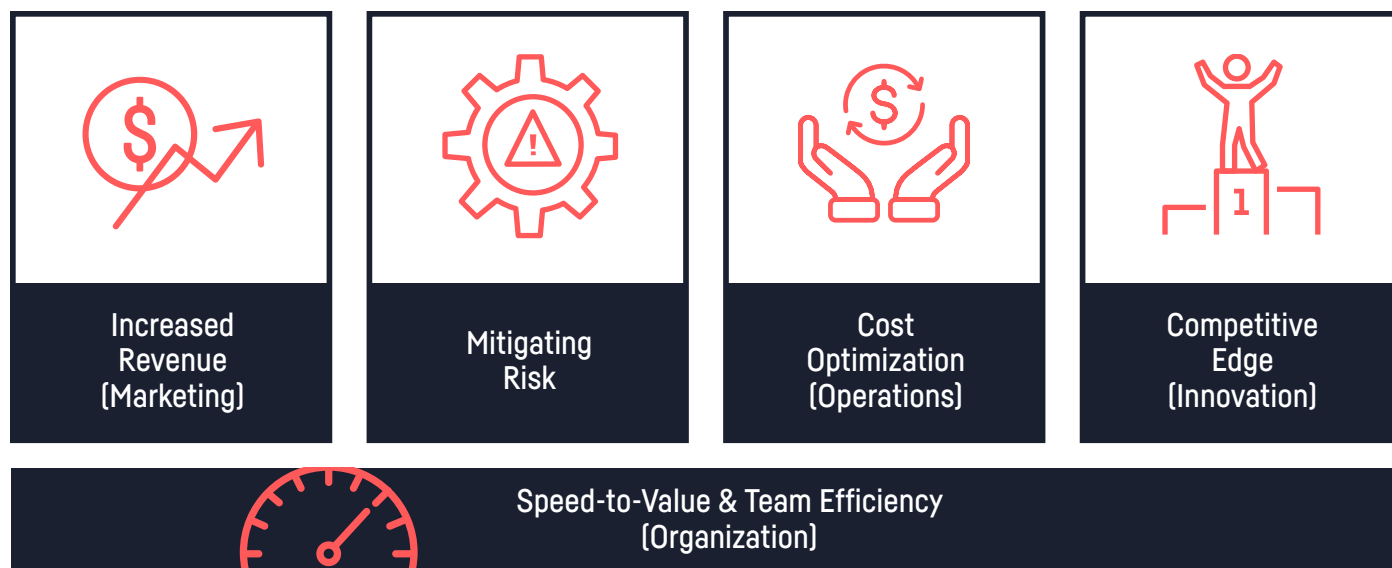 $
!
$
1
Increased
Revenue
(Marketing)
Mitigating
Risk
Cost
Optimization
(Operations)
Competitive
Edge
(Innovation)
Speed-to-Value & Team Efficiency
(Organization)